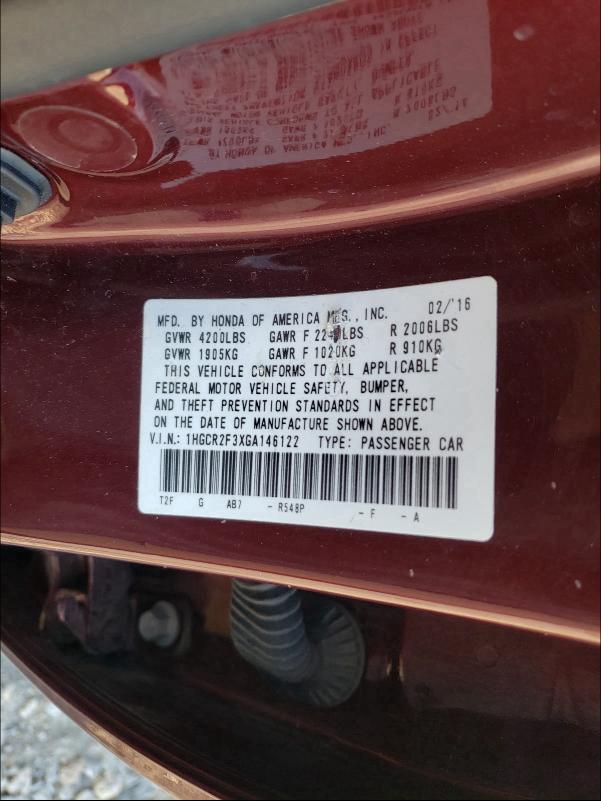 MFD. BY HONDA OF AMERICA MFG., INC. 02/'16
GVWR 4200LBS GAWR F LBS R 2006LBS
GVWR 1905KG GAWR F 1020KG R 910KG
THIS VEHICLE CONFORMS TO ALL APPLICABLE
FEDERAL MOTOR VEHICLE SAFETY, BUMPER,
AND THEFT PREVENTION STANDARDS IN EFFECT
ON THE DATE OF MANUFACTURE SHOWN ABOVE.
V.I.N.: 1HGCR2F3XGA146122 TYPE: PASSENGER CAR
T2F G AB7 - R548P - F - A